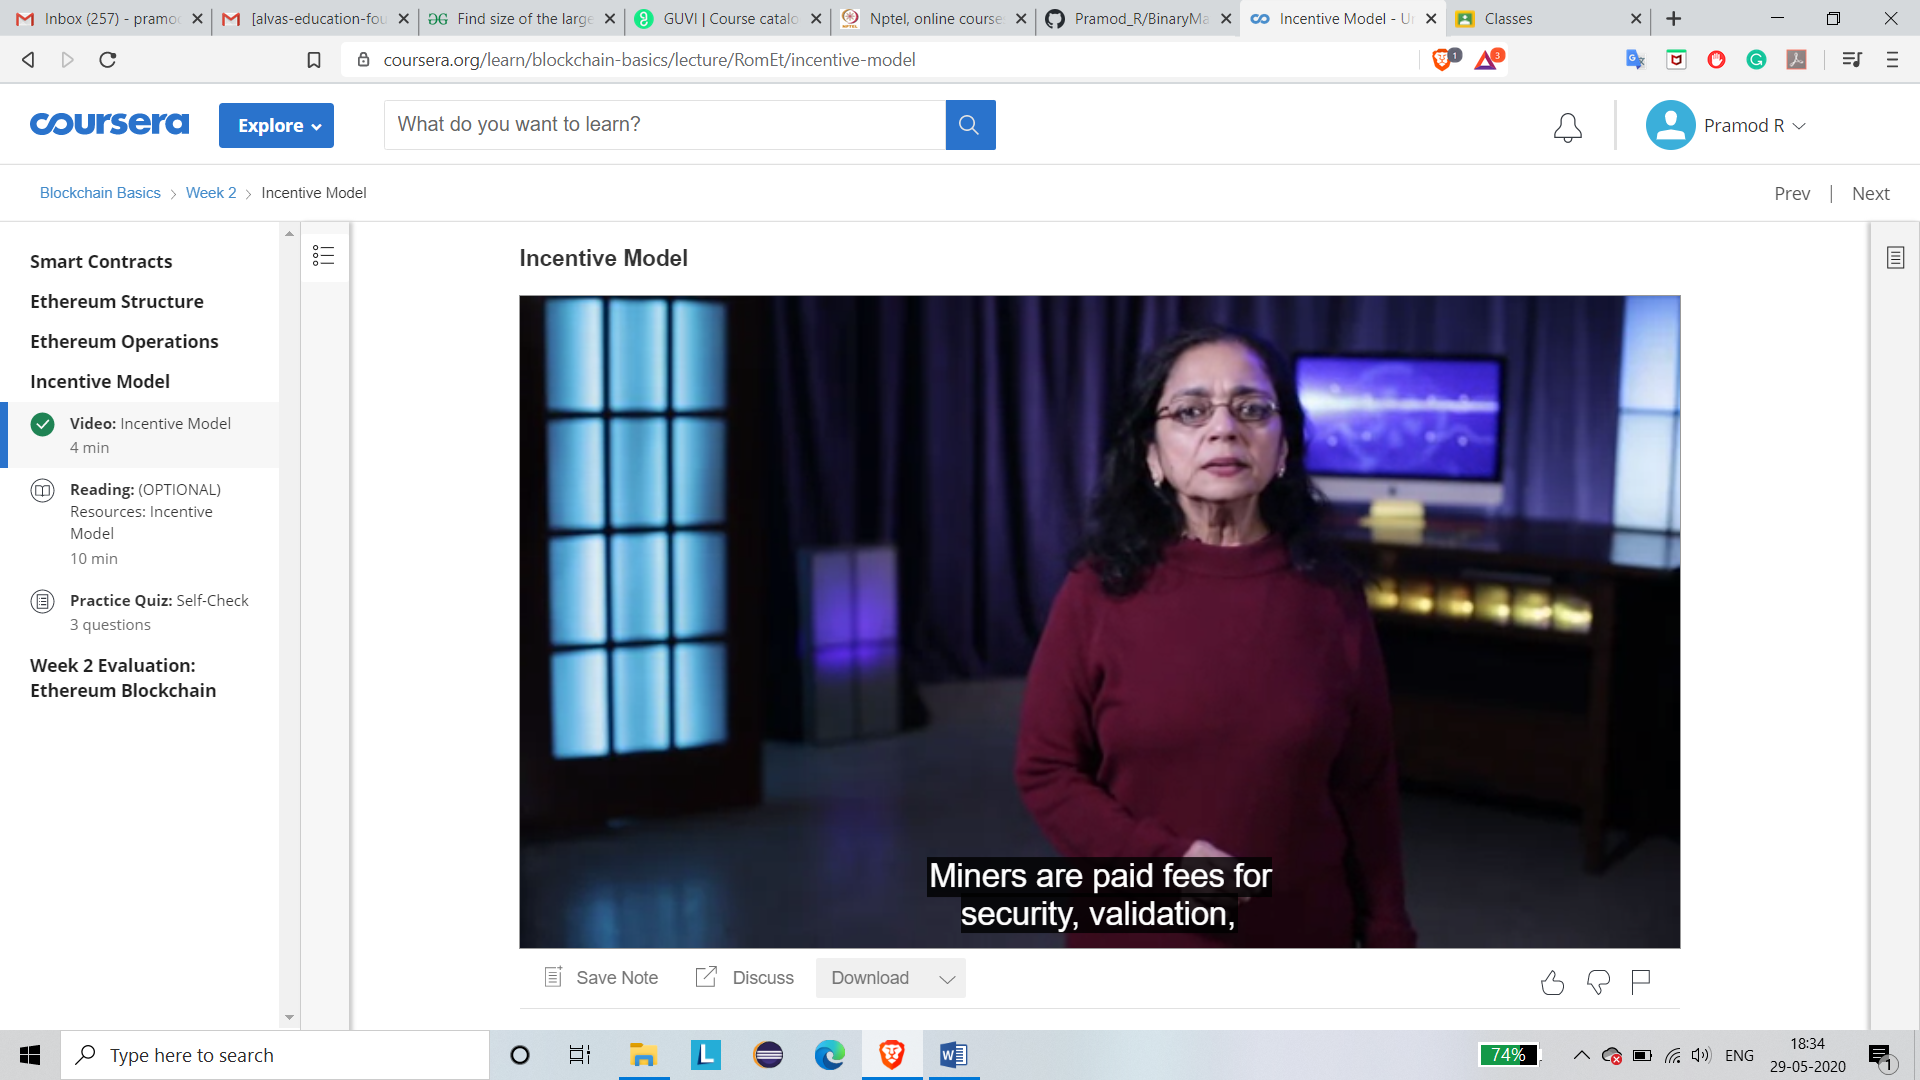 Inbox (257) - pramo
[alvas-education-fou
Find size of the large
GUVI | Course catalo
Nptel, online course
Pramod_R/BinaryMa
Incentive Model - Un
Classes
coursera.org/learn/blockchain-basics/lecture/RomEt/incentive-model
1
3
coursera
Explore
What do you want to learn?
Pramod R
Blockchain Basics
Week 2
Incentive Model
Prev | Next
Smart Contracts
Ethereum Structure
Ethereum Operations
Incentive Model
Video: Incentive Model
4 min
Reading: (OPTIONAL)
Resources: Incentive
Model
10 min
Practice Quiz: Self-Check
3 questions
Week 2 Evaluation:
Ethereum Blockchain
Incentive Model
Miners are paid fees for
security, validation,
Save Note
Discuss
Download
Type here to search
74%
ENG
18:34
29-05-2020
1